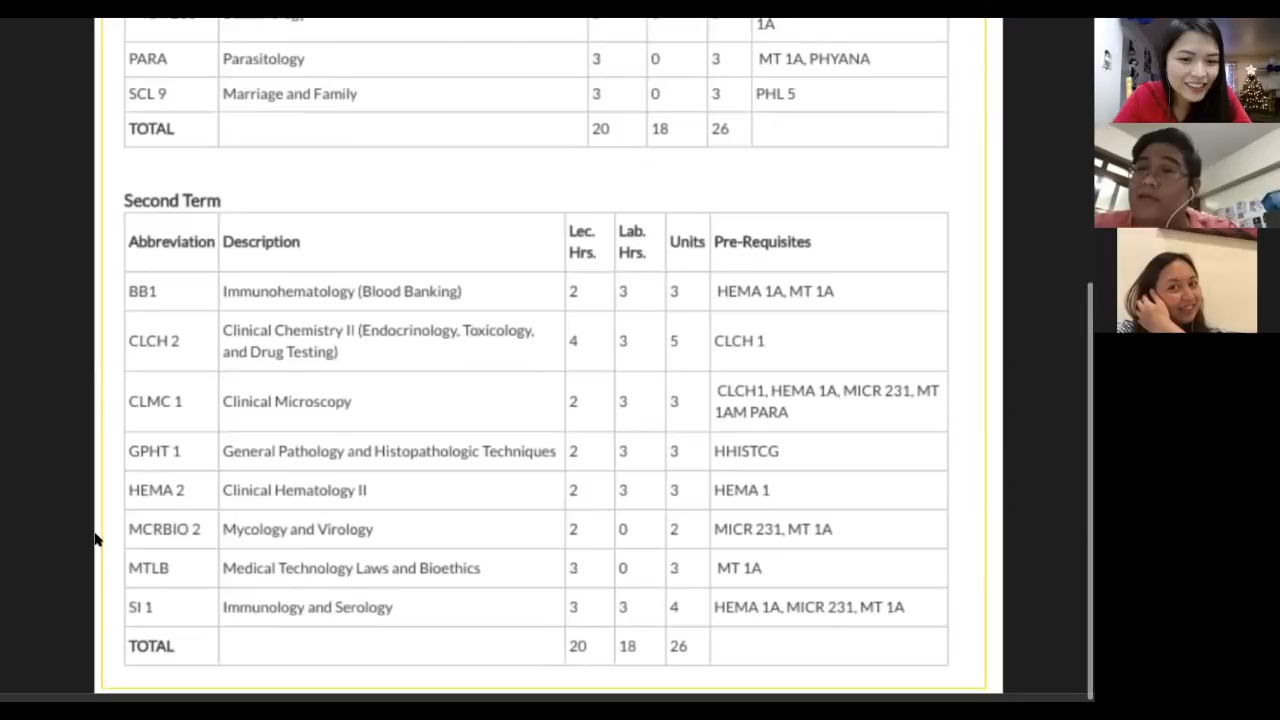 1A
PARA Parasitology 3 0 3 MT 1A, PHYANA
SCL 9 Marriage and Family 3 0 3 PHL 5
TOTAL 20 18 26
Second Term
Abbreviation Description Lec. Hrs. Lab. Hrs. Units Pre-Requisites
BB1 Immunohematology (Blood Banking) 2 3 3 HEMA 1A, MT 1A
CLCH 2 Clinical Chemistry II (Endocrinology, Toxicology, and Drug Testing) 4 3 5 CLCH 1
CLMC 1 Clinical Microscopy 2 3 3 CLCH1, HEMA 1A, MICR 231, MT 1AM PARA
GPHT 1 General Pathology and Histopathologic Techniques 2 3 3 HHISTCG
HEMA 2 Clinical Hematology II 2 3 3 HEMA 1
MCRBIO 2 Mycology and Virology 2 0 2 MICR 231, MT 1A
MTLB Medical Technology Laws and Bioethics 3 0 3 MT 1A
SI 1 Immunology and Serology 3 3 4 HEMA 1A, MICR 231, MT 1A
TOTAL 20 18 26